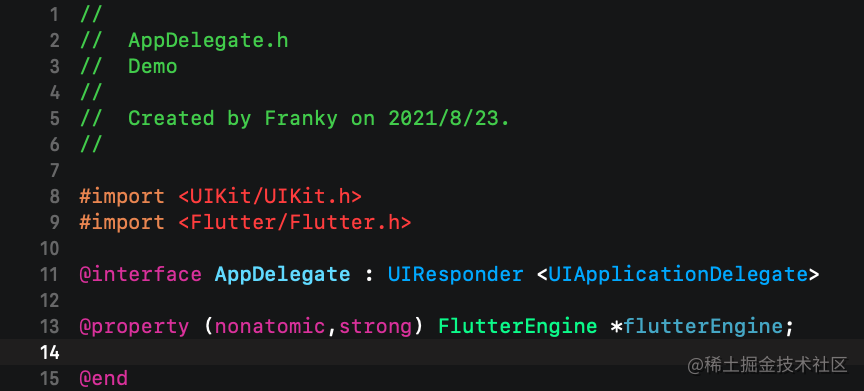 1 //
2 //  AppDelegate.h
3 //  Demo
4 //
5 //  Created by Franky on 2021/8/23.
6 //
7
8 #import <UIKit/UIKit.h>
9 #import <Flutter/Flutter.h>
10
11 @interface AppDelegate : UIResponder <UIApplicationDelegate>
12
13 @property (nonatomic,strong) FlutterEngine *flutterEngine;
14
15 @end
@稀土掘金技术社区